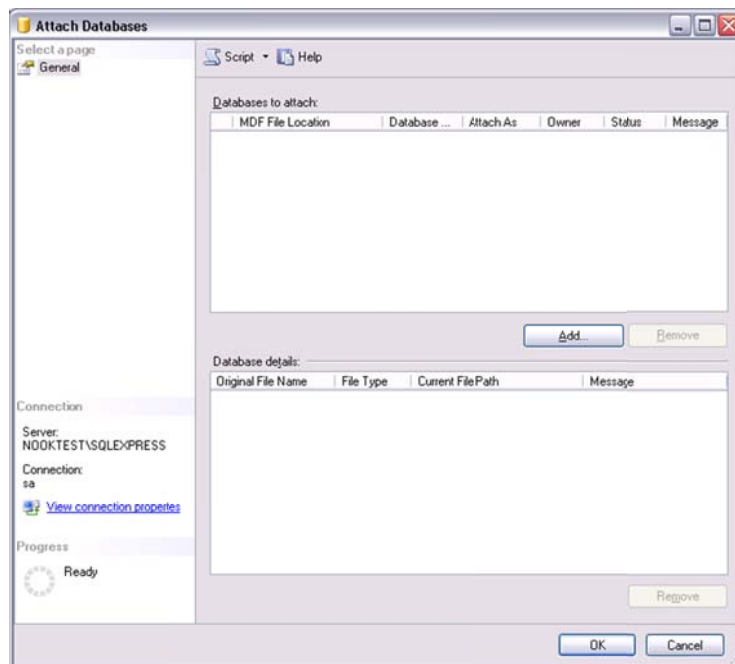 Attach Databases
Select a page
General
Script Help
Databases to attach:
MDF File Location Database ... Attach As Owner Status Message
Add... Remove
Database details:
Original File Name File Type Current File Path Message
Connection
Server:
NOOKTEST\SQLEXPRESS
Connection:
sa
View connection properties
Progress
Ready
Remove
OK Cancel